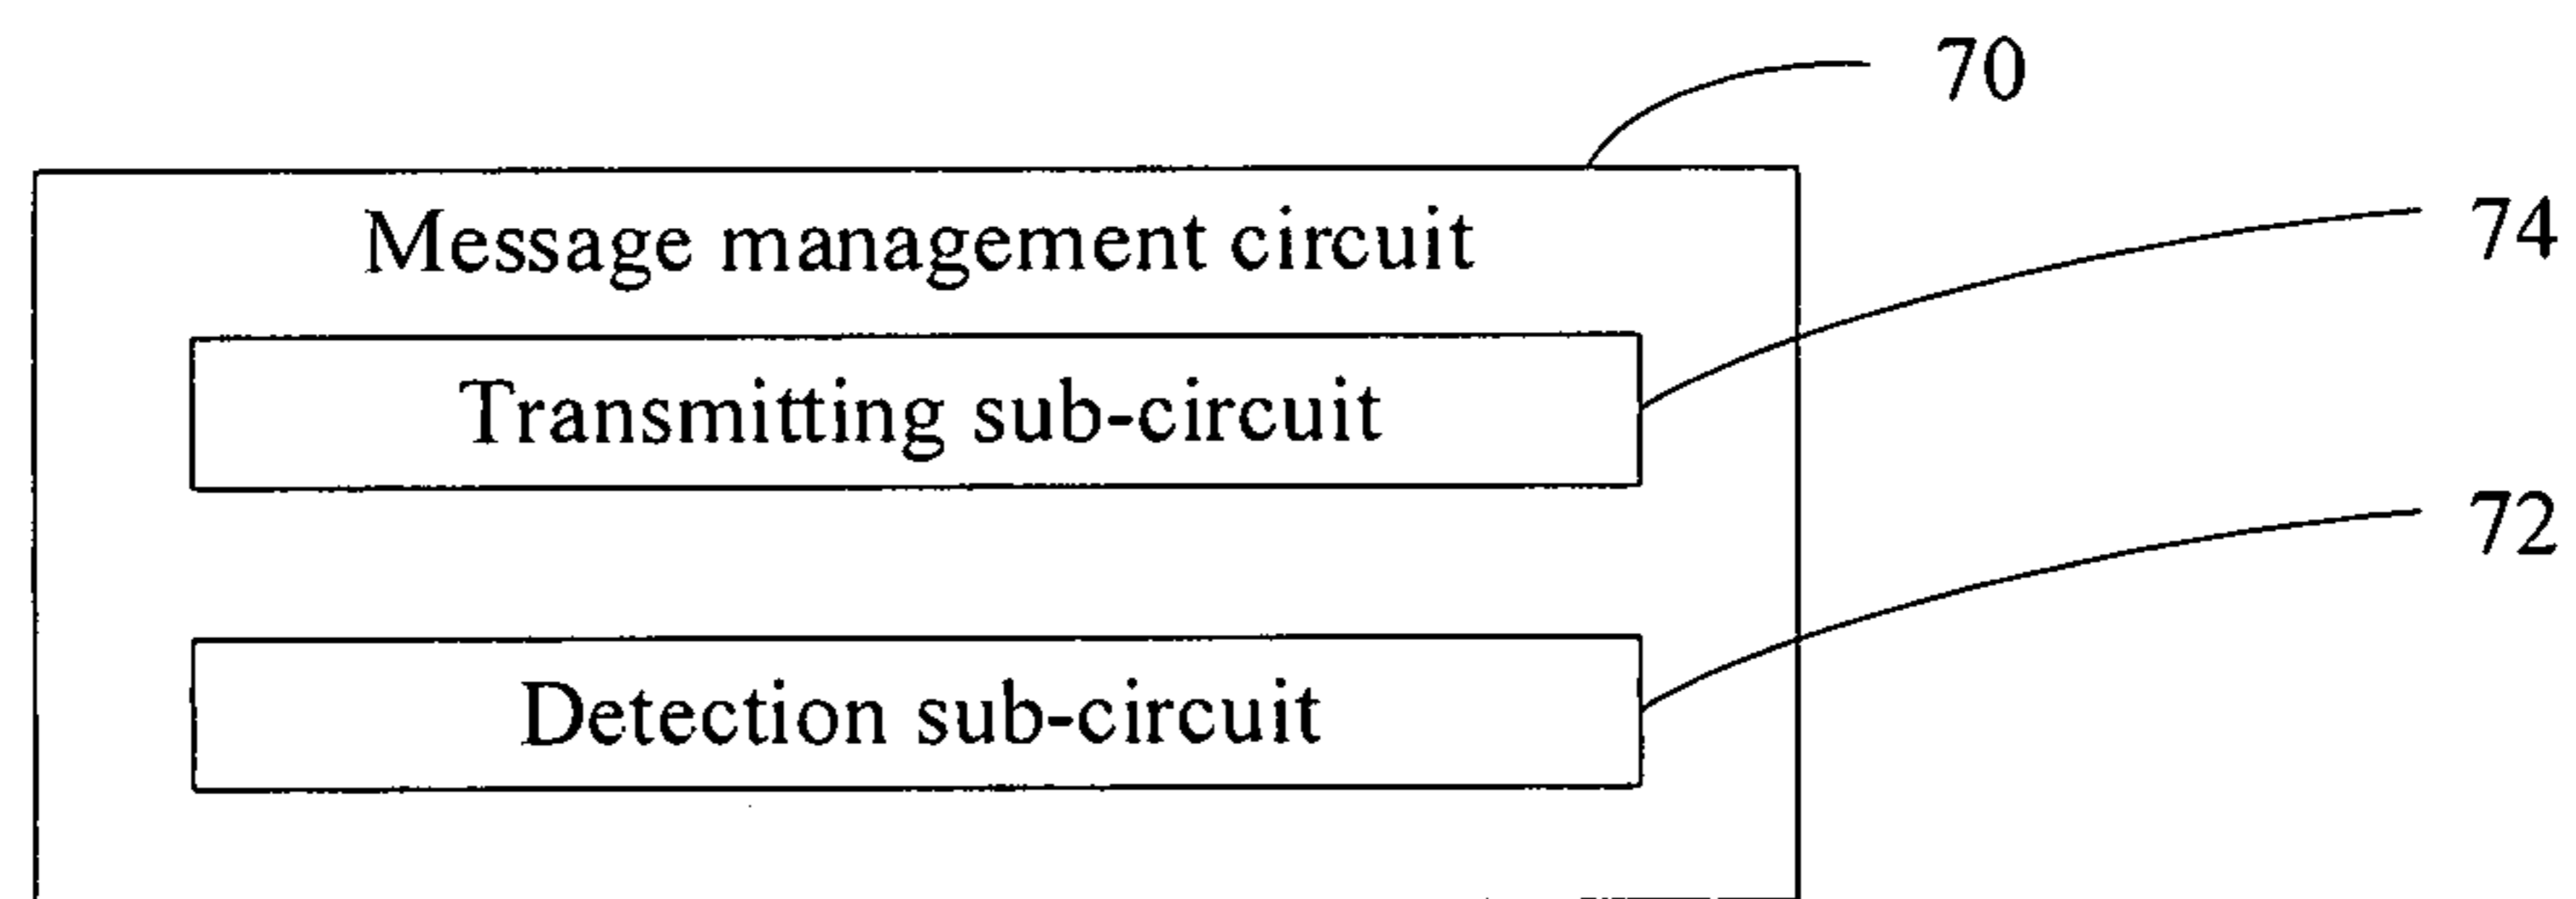 70
Message management circuit
74
Transmitting sub-circuit
72
Detection sub-circuit